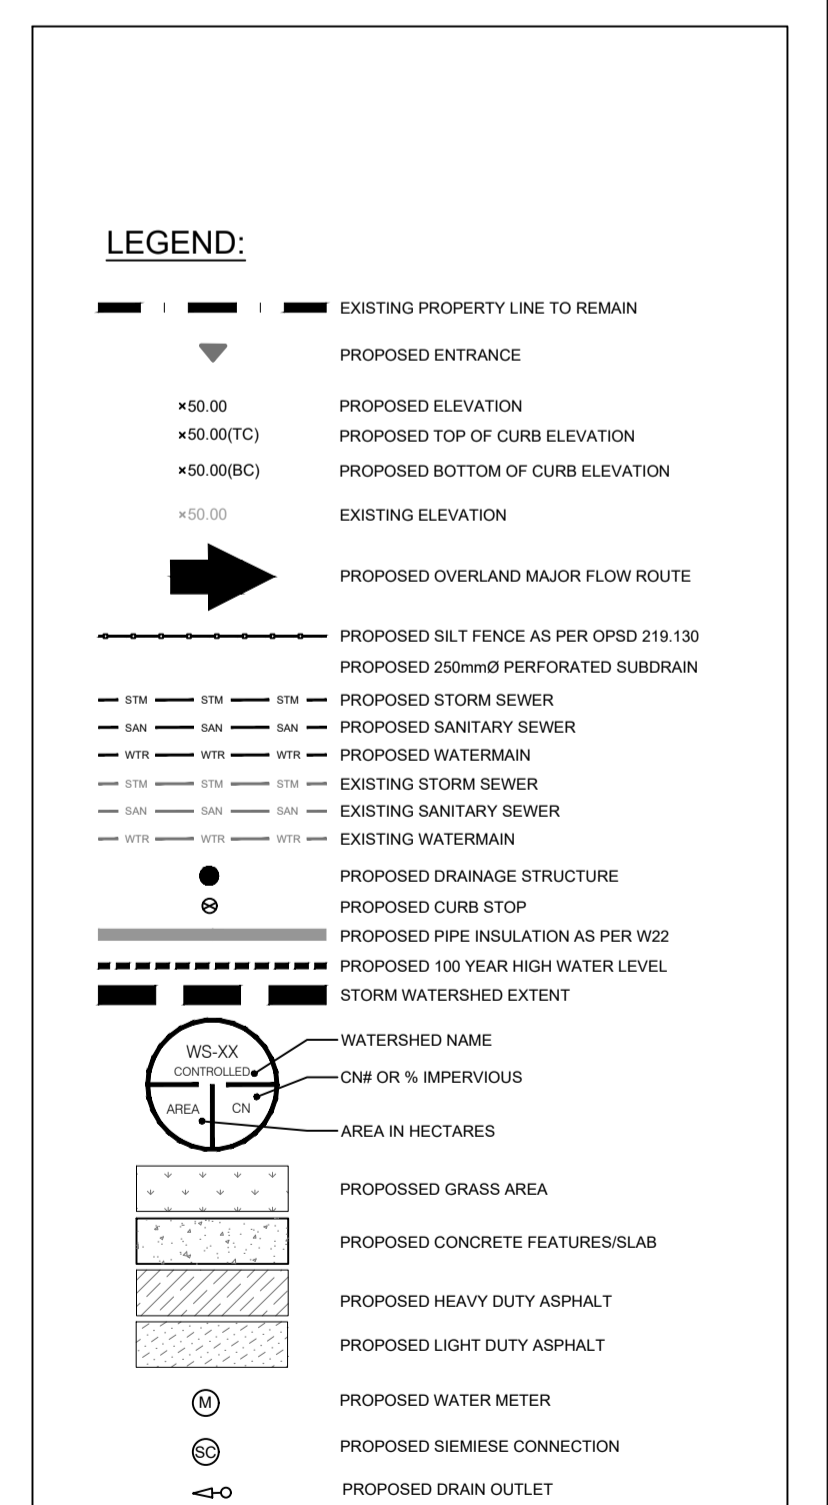 LEGEND:
EXISTING PROPERTY LINE TO REMAIN
PROPOSED ENTRANCE
×50.00 PROPOSED ELEVATION
×50.00(TC) PROPOSED TOP OF CURB ELEVATION
×50.00(BC) PROPOSED BOTTOM OF CURB ELEVATION
×50.00 EXISTING ELEVATION
PROPOSED OVERLAND MAJOR FLOW ROUTE
PROPOSED SILT FENCE AS PER OPSD 219.130
PROPOSED 250mmØ PERFORATED SUBDRAIN
STM STM STM PROPOSED STORM SEWER
SAN SAN SAN PROPOSED SANITARY SEWER
WTR WTR WTR PROPOSED WATERMAIN
STM STM STM EXISTING STORM SEWER
SAN SAN SAN EXISTING SANITARY SEWER
WTR WTR WTR EXISTING WATERMAIN
PROPOSED DRAINAGE STRUCTURE
PROPOSED CURB STOP
PROPOSED PIPE INSULATION AS PER W22
PROPOSED 100 YEAR HIGH WATER LEVEL
STORM WATERSHED EXTENT
WATERSHED NAME
WS-XX
CONTROLLED
CN# OR % IMPERVIOUS
AREA CN
AREA IN HECTARES
PROPOSSED GRASS AREA
PROPOSED CONCRETE FEATURES/SLAB
PROPOSED HEAVY DUTY ASPHALT
PROPOSED LIGHT DUTY ASPHALT
M PROPOSED WATER METER
SC PROPOSED SIEMIESE CONNECTION
PROPOSED DRAIN OUTLET